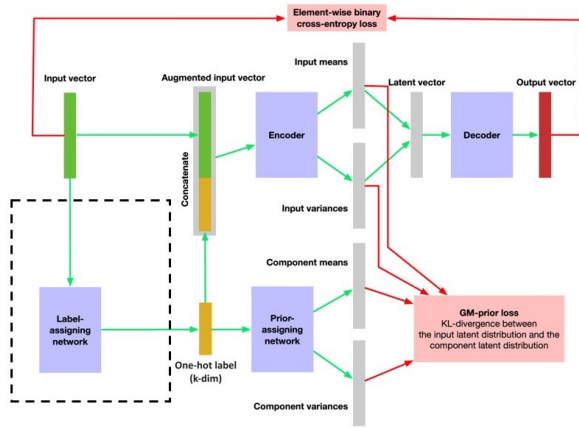 Element-wise binary
cross-entropy loss
Input vector
Augmented input vector
Input means
Latent vector
Output vector
Encoder
Decoder
Concatenate
Input variances
Component means
Label-
assigning
network
Prior-
assigning
network
GM-prior loss
KL-divergence between
the input latent distribution and the
component latent distribution
One-hot label
(k-dim)
Component variances